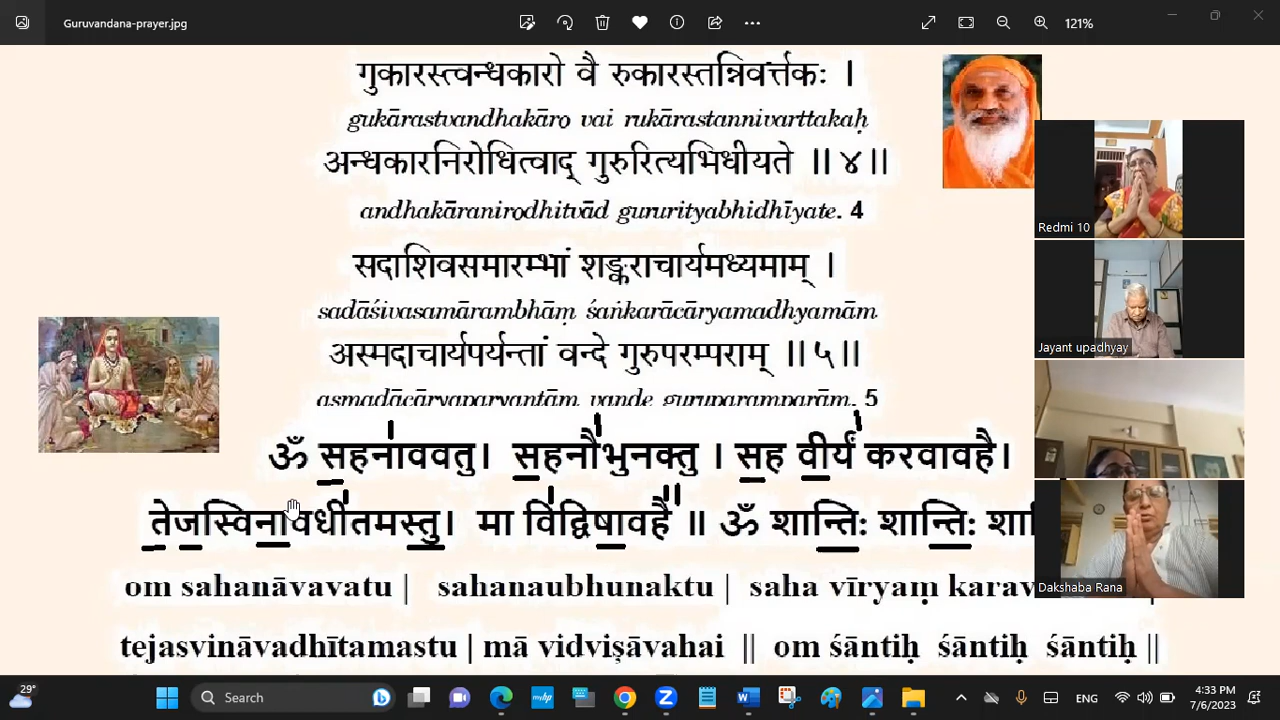 Guruvandana-prayer.jpg
121%
गुकारस्त्वन्धकारो वै रुकारस्तन्निवर्त्तकः ।
gukārastvandhakāro vai rukārastannivarttakaḥ
अन्धकारनिरोधित्वाद् गुरुरित्यभिधीयते ॥ ४ ॥
andhakāranirodhitvād gururityabhidhīyate. 4
सदाशिवसमारम्भां शङ्कराचार्यमध्यमाम् ।
sadāśivasamārambhāṃ śaṅkarācāryamadhyamām
अस्मदाचार्यपर्यन्तां वन्दे गुरुपरम्पराम् ॥ ५ ॥
asmadācāryaparyantāṃ vande guruparamparām. 5
ॐ स॒हना॑ववतु। स॒हनौ॑भुनक्तु । स॒ह वी॒र्यं॑ करवावहै।
ते॒ज॒स्विना॒वधी॑तमस्तु॒। मा वि॑द्विषा॒वहै᳚ ॥ ॐ शान्तिः॒ शान्तिः॒ शा
om sahanāvavatu | sahanaubhunaktu | saha vīryaṃ karav
tejasvināvadhītamastu | mā vidviṣāvahai || om śāntiḥ śāntiḥ śāntiḥ ||
Redmi 10
Jayant upadhyay
Dakshaba Rana
29°
Search
ENG
4:33 PM
7/6/2023